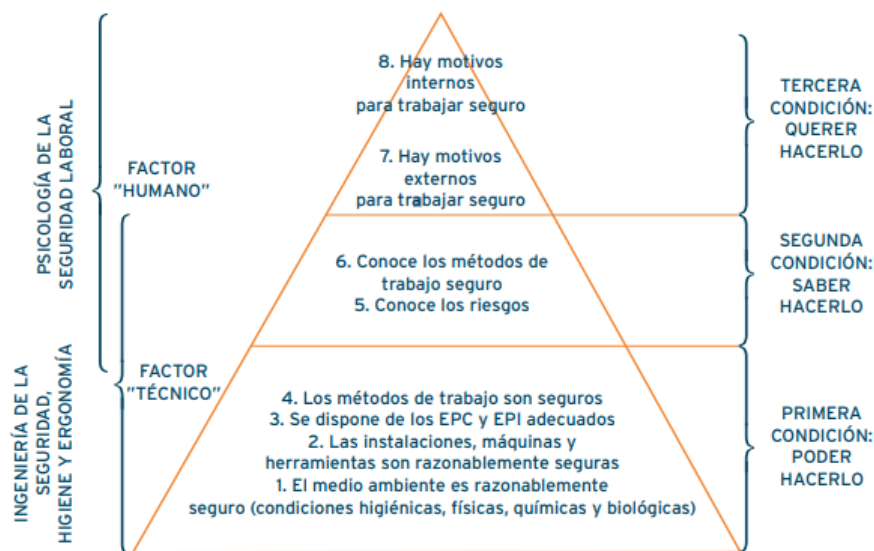 PSICOLOGÍA DE LA
SEGURIDAD LABORAL
INGENIERÍA DE LA
SEGURIDAD,
HIGIENE Y ERGONOMÍA
FACTOR
"HUMANO"
FACTOR
"TÉCNICO"
8. Hay motivos
internos
para trabajar seguro
7. Hay motivos
externos
para trabajar seguro
6. Conoce los métodos de
trabajo seguro
5. Conoce los riesgos
4. Los métodos de trabajo son seguros
3. Se dispone de los EPC y EPI adecuados
2. Las instalaciones, máquinas y
herramientas son razonablemente seguras
1. El medio ambiente es razonablemente
seguro (condiciones higiénicas, físicas, químicas y biológicas)
TERCERA
CONDICIÓN:
QUERER
HACERLO
SEGUNDA
CONDICIÓN:
SABER
HACERLO
PRIMERA
CONDICIÓN:
PODER
HACERLO